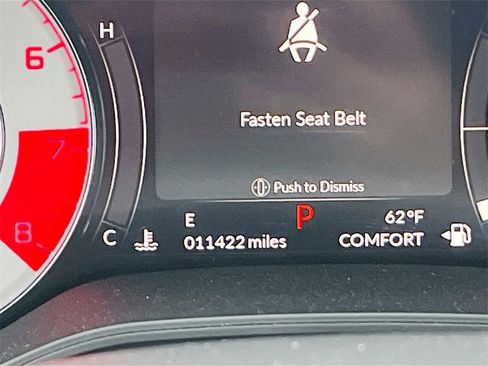 H
6
7
8
Fasten Seat Belt
Push to Dismiss
E P 62°F
C 011422 miles COMFORT